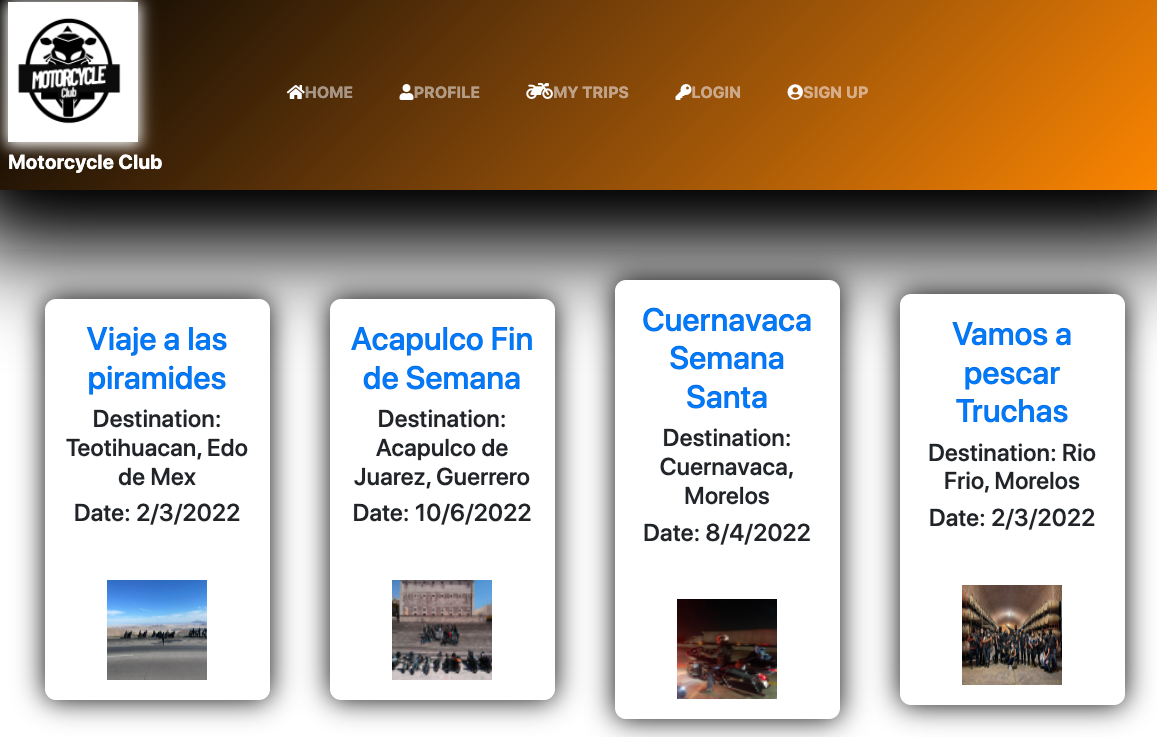 MOTORCYCLE
Club
HOME
PROFILE
MY TRIPS
LOGIN
SIGN UP
Motorcycle Club
Viaje a las
piramides
Destination:
Teotihuacan, Edo
de Mex
Date: 2/3/2022
Acapulco Fin
de Semana
Destination:
Acapulco de
Juarez, Guerrero
Date: 10/6/2022
Cuernavaca
Semana
Santa
Destination:
Cuernavaca,
Morelos
Date: 8/4/2022
Vamos a
pescar
Truchas
Destination: Rio
Frio, Morelos
Date: 2/3/2022